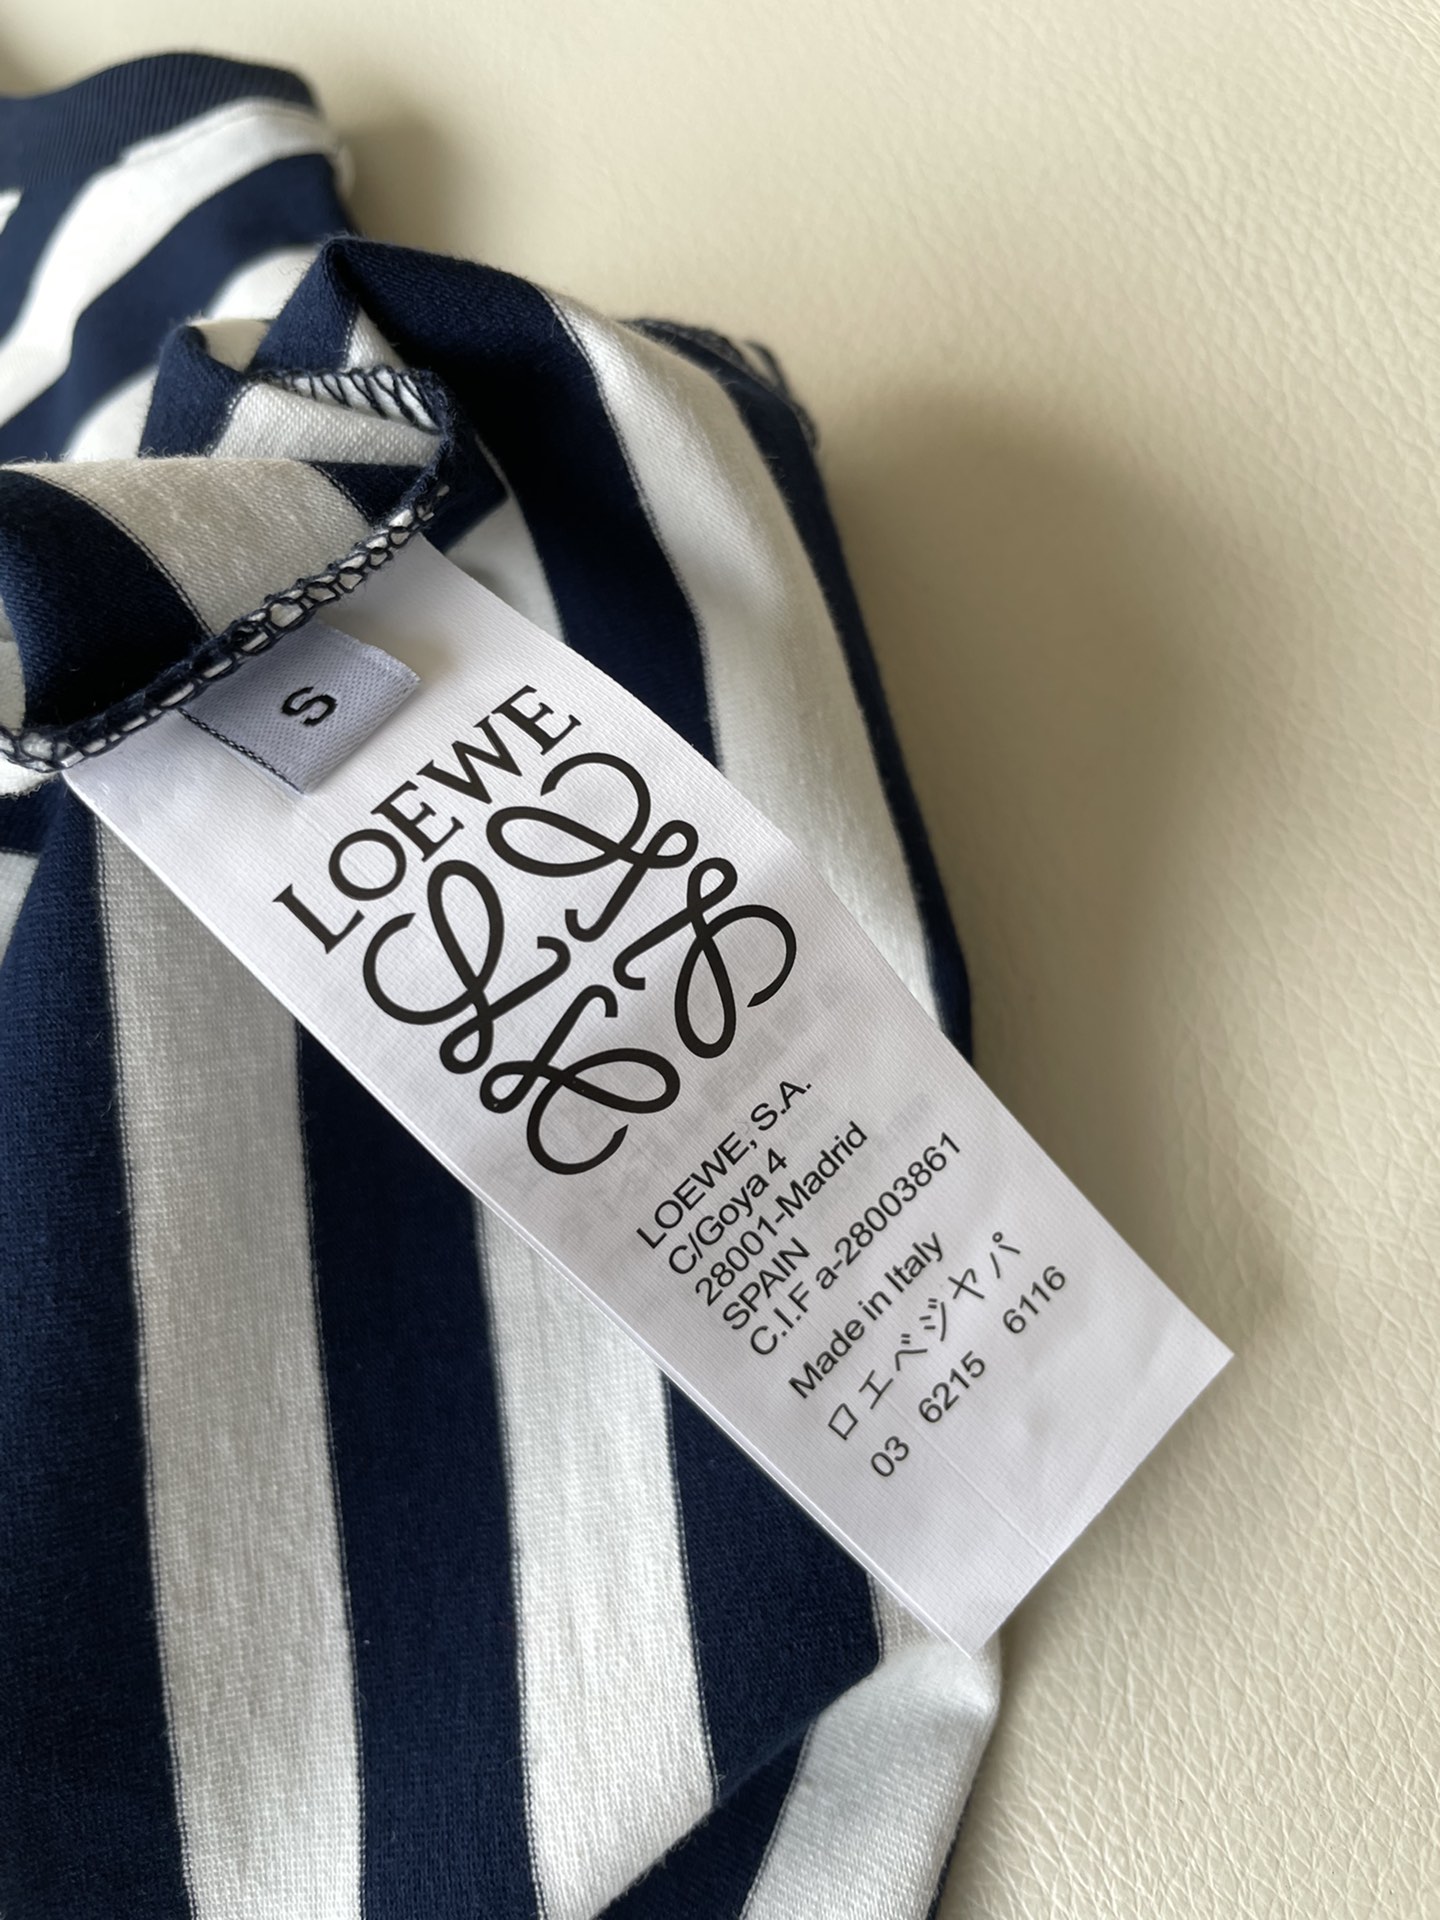 S
LOEWE
LOEWE, S.A.
C/Goya 4
28001-Madrid
SPAIN
C.I.F a-28003861
Made in Italy
ロエベジャパ
03 6215 6116